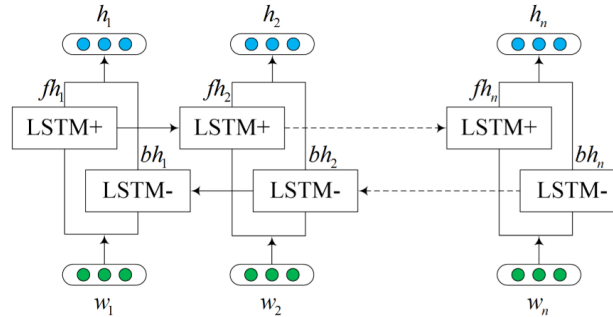 h₁ h₂ hₙ
fh₁ fh₂ fhₙ
LSTM+ LSTM+ LSTM+
bh₁ bh₂ bhₙ
LSTM- LSTM- LSTM-
w₁ w₂ wₙ